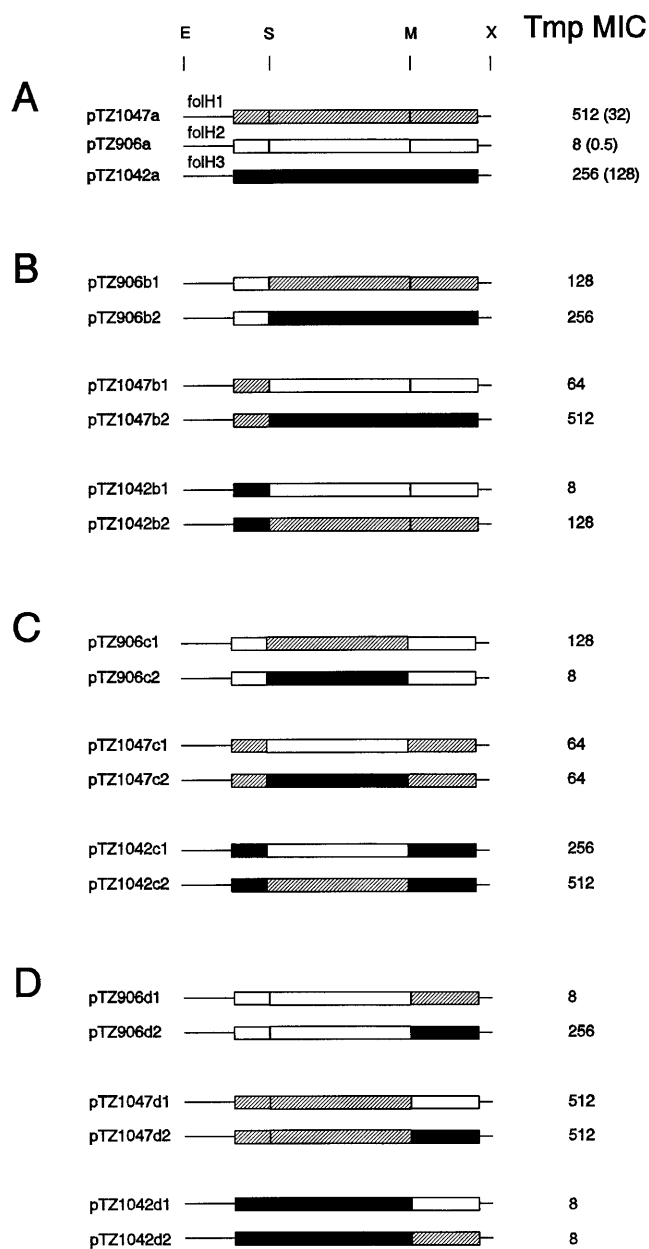 E S M X Tmp MIC
A
folH1
pTZ1047a 512 (32)
folH2
pTZ906a 8 (0.5)
folH3
pTZ1042a 256 (128)
B
pTZ906b1 128
pTZ906b2 256
pTZ1047b1 64
pTZ1047b2 512
pTZ1042b1 8
pTZ1042b2 128
C
pTZ906c1 128
pTZ906c2 8
pTZ1047c1 64
pTZ1047c2 64
pTZ1042c1 256
pTZ1042c2 512
D
pTZ906d1 8
pTZ906d2 256
pTZ1047d1 512
pTZ1047d2 512
pTZ1042d1 8
pTZ1042d2 8